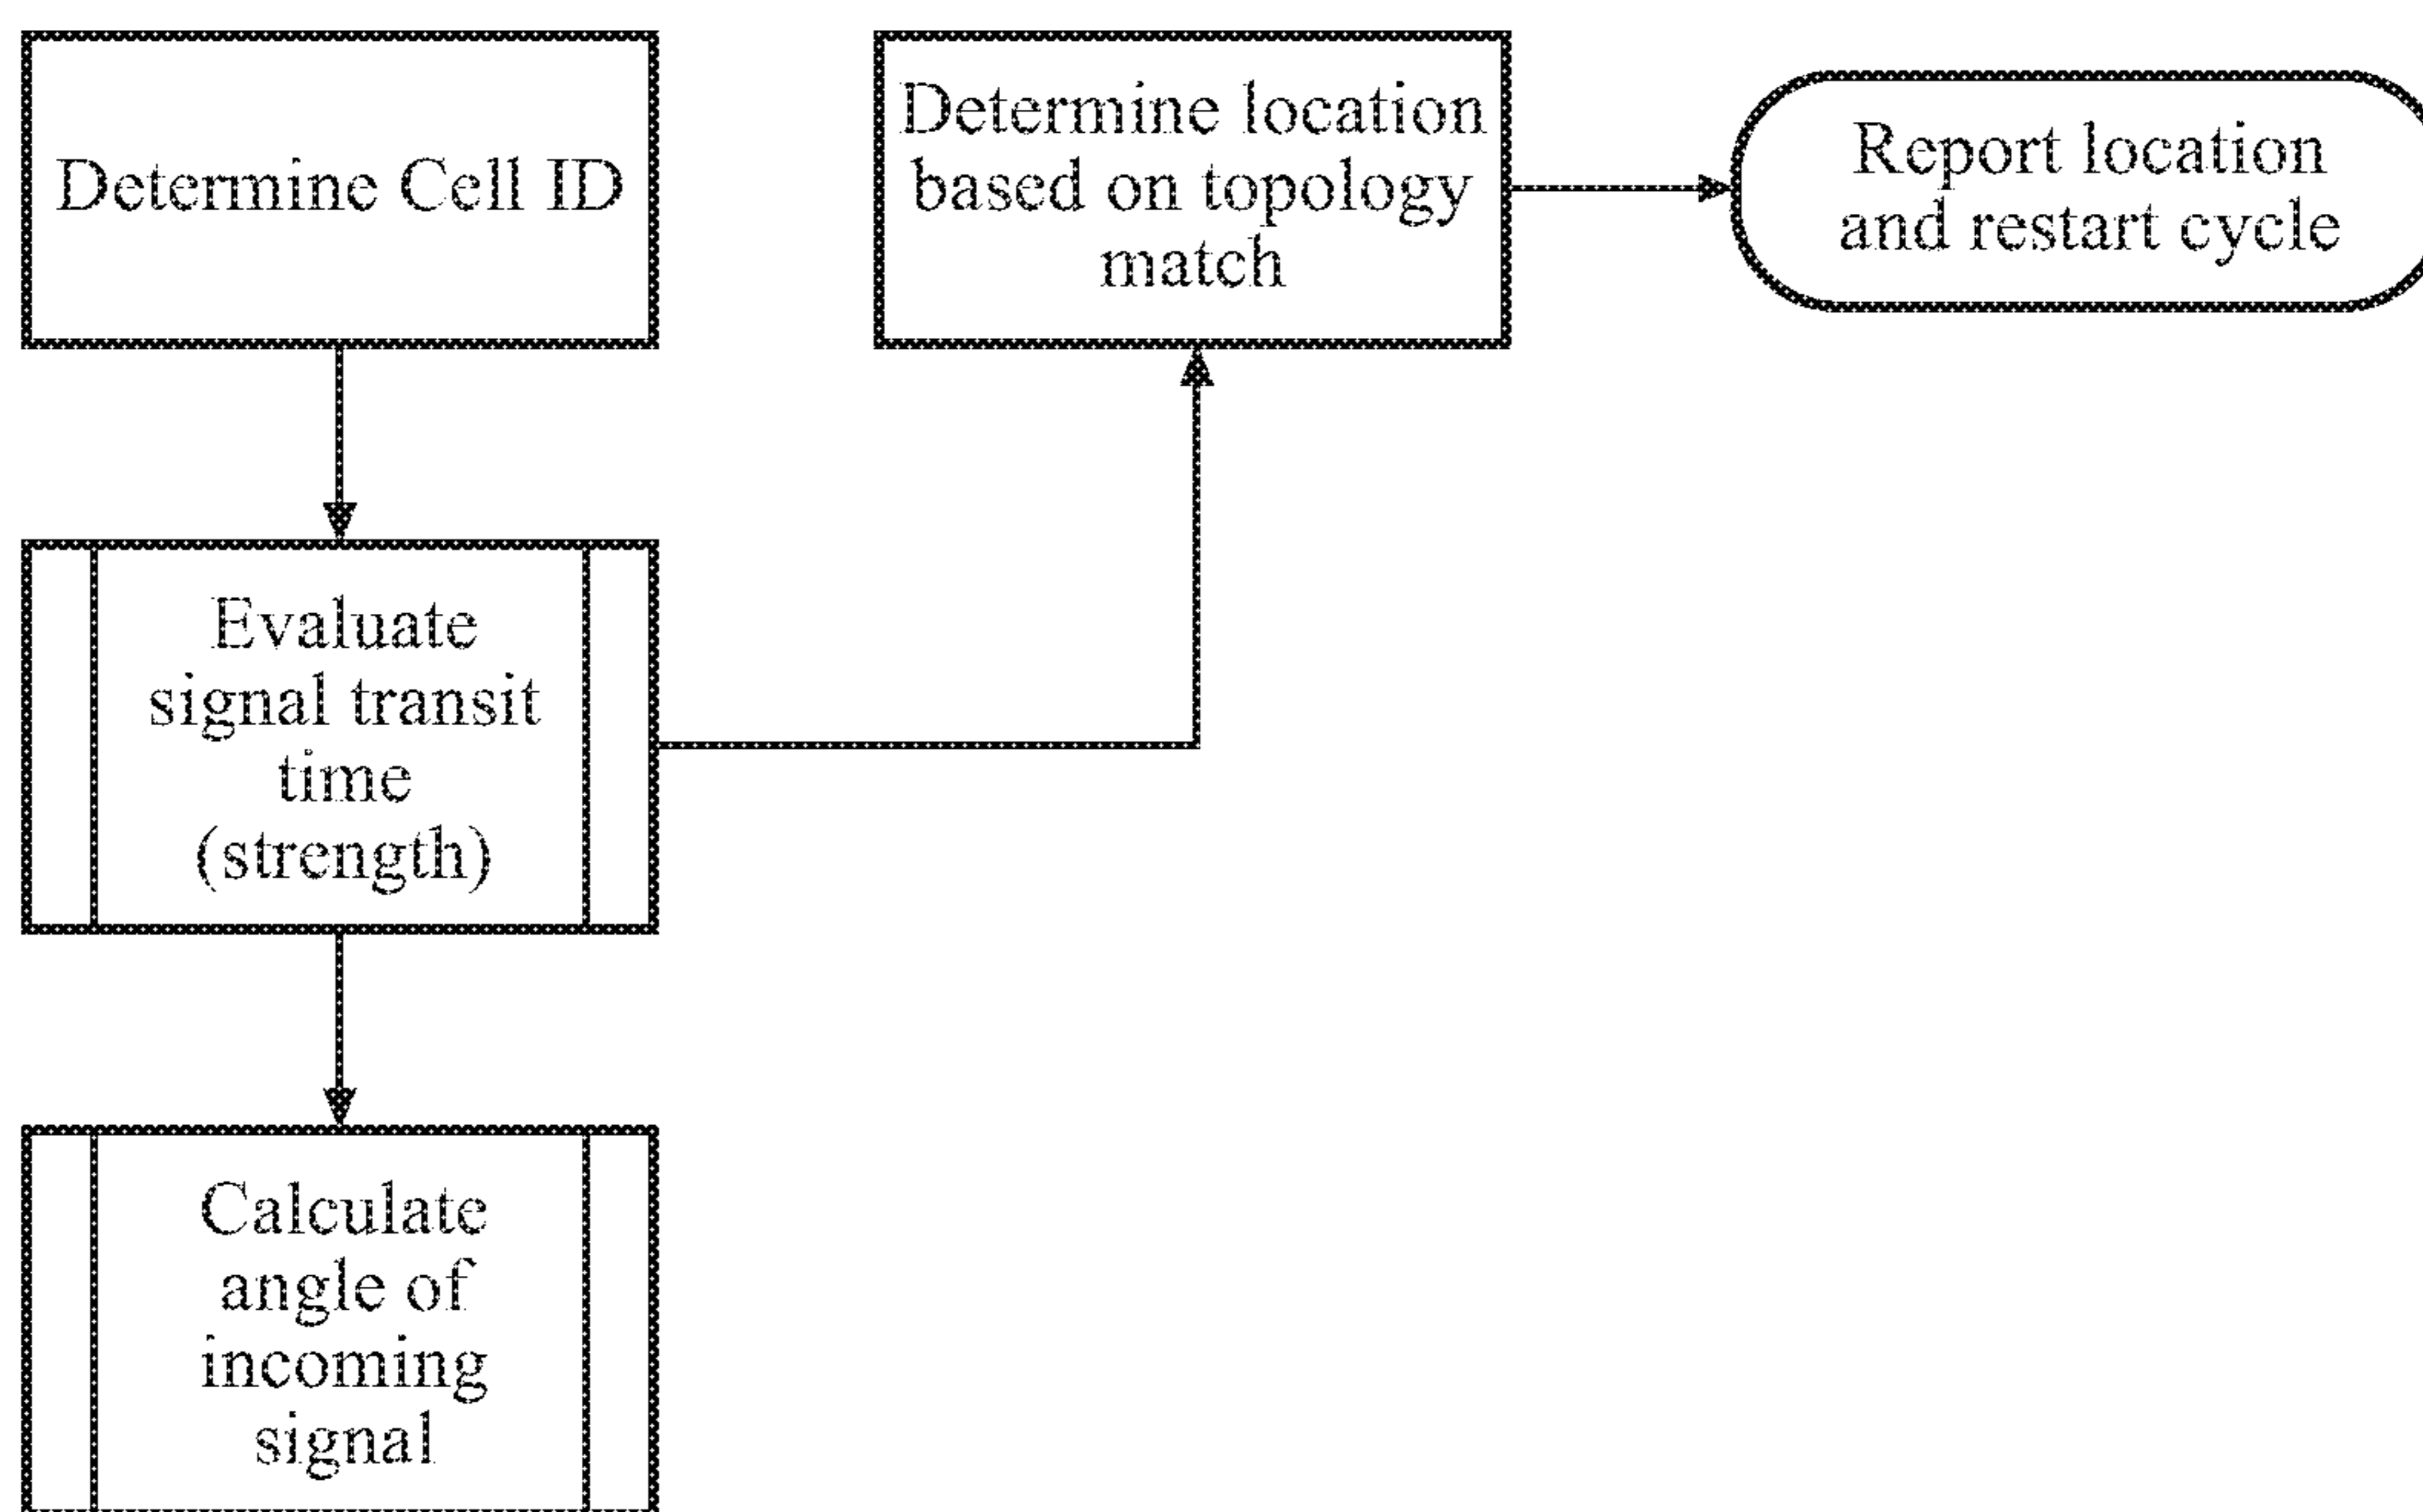 Determine Cell ID
Evaluate
signal transit
time
(strength)
Calculate
angle of
incoming
signal
Determine location
based on topology
match
Report location
and restart cycle